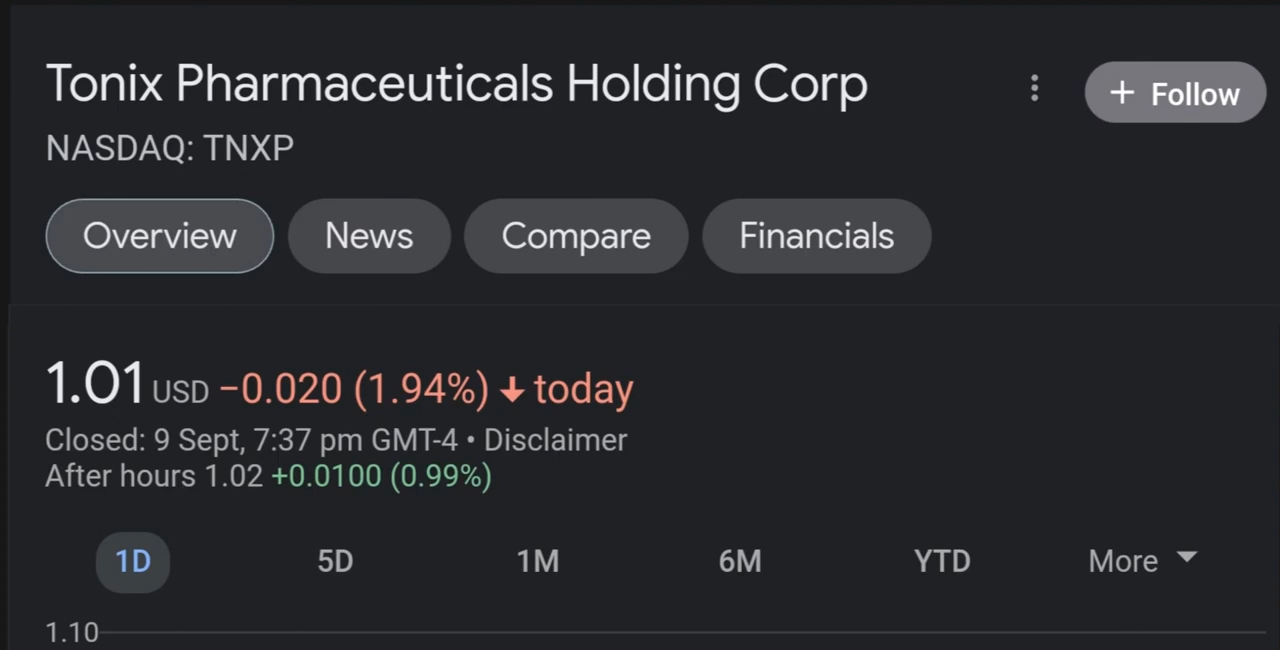 Tonix Pharmaceuticals Holding Corp
+ Follow
NASDAQ: TNXP
Overview News Compare Financials
1.01 USD −0.020 (1.94%) ↓ today
Closed: 9 Sept, 7:37 pm GMT-4 • Disclaimer
After hours 1.02 +0.0100 (0.99%)
1D 5D 1M 6M YTD More
1.10